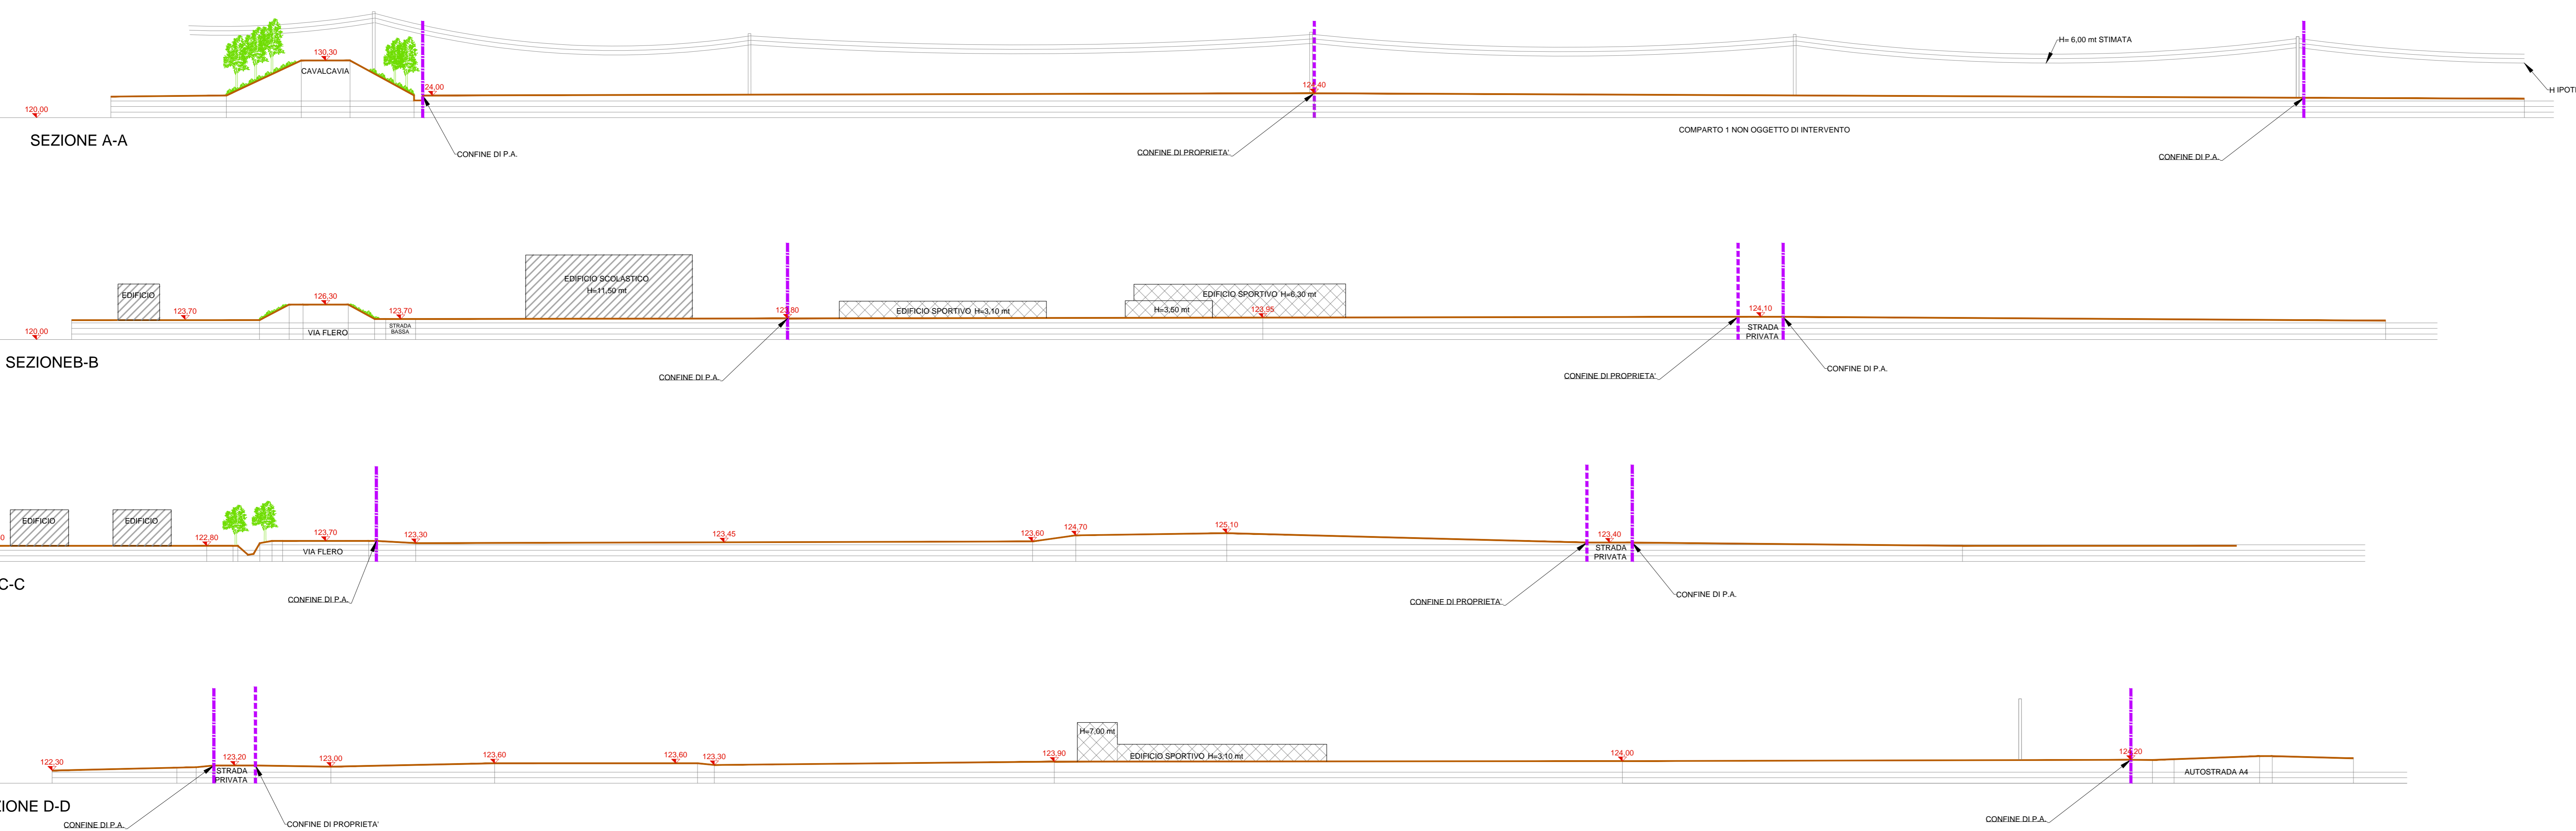 130,30
CAVALCAVIA
H= 6,00 mt STIMATA
24,00
124,40
H IPOT
120,00
SEZIONE A-A
COMPARTO 1 NON OGGETTO DI INTERVENTO
CONFINE DI P.A.
CONFINE DI PROPRIETA'
CONFINE DI P.A.
EDIFICIO SCOLASTICO
H=11,50 mt
EDIFICIO
126,30
EDIFICIO SPORTIVO H=6,30 mt
123,70
123,70
EDIFICIO SPORTIVO H=3,10 mt
H=3,50 mt
123,95
124,10
120,00
VIA FLERO
STRADA
BASSA
STRADA
PRIVATA
SEZIONEB-B
CONFINE DI P.A.
CONFINE DI PROPRIETA'
CONFINE DI P.A.
EDIFICIO
EDIFICIO
122,80
123,70
123,30
123,45
123,60
124,70
125,10
123,40
VIA FLERO
STRADA
PRIVATA
C-C
CONFINE DI P.A.
CONFINE DI PROPRIETA'
CONFINE DI P.A.
H=7,00 mt
122,30
123,20
123,00
123,60
123,60
123,30
123,90
EDIFICIO SPORTIVO H=3,10 mt
124,00
124,20
STRADA
PRIVATA
AUTOSTRADA A4
ZIONE D-D
CONFINE DI P.A.
CONFINE DI PROPRIETA'
CONFINE DI P.A.